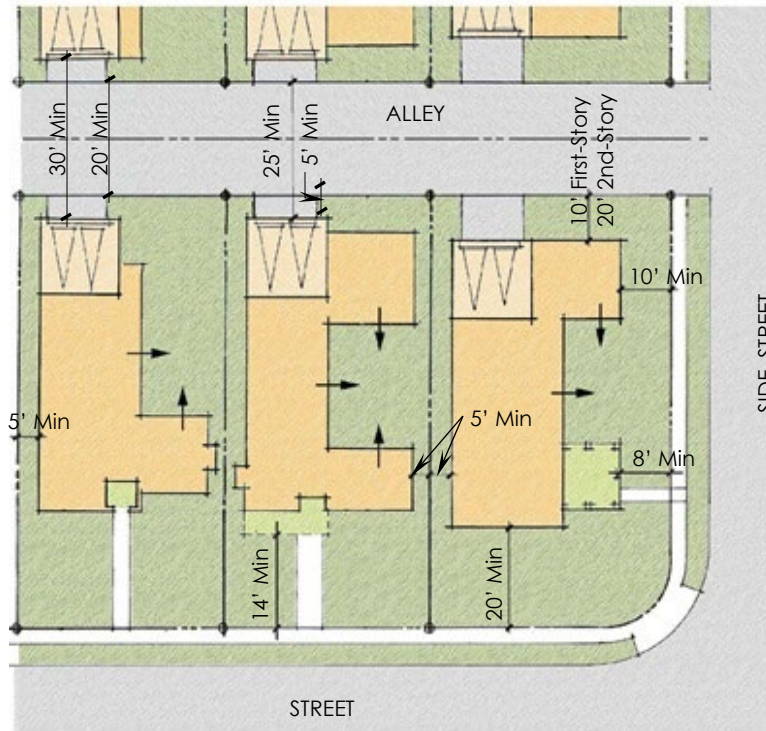 ALLEY
30' Min
20' Min
25' Min
5' Min
10' First-Story
20' 2nd-Story
10' Min
SIDE STREET
5' Min
5' Min
8' Min
14' Min
20' Min
STREET